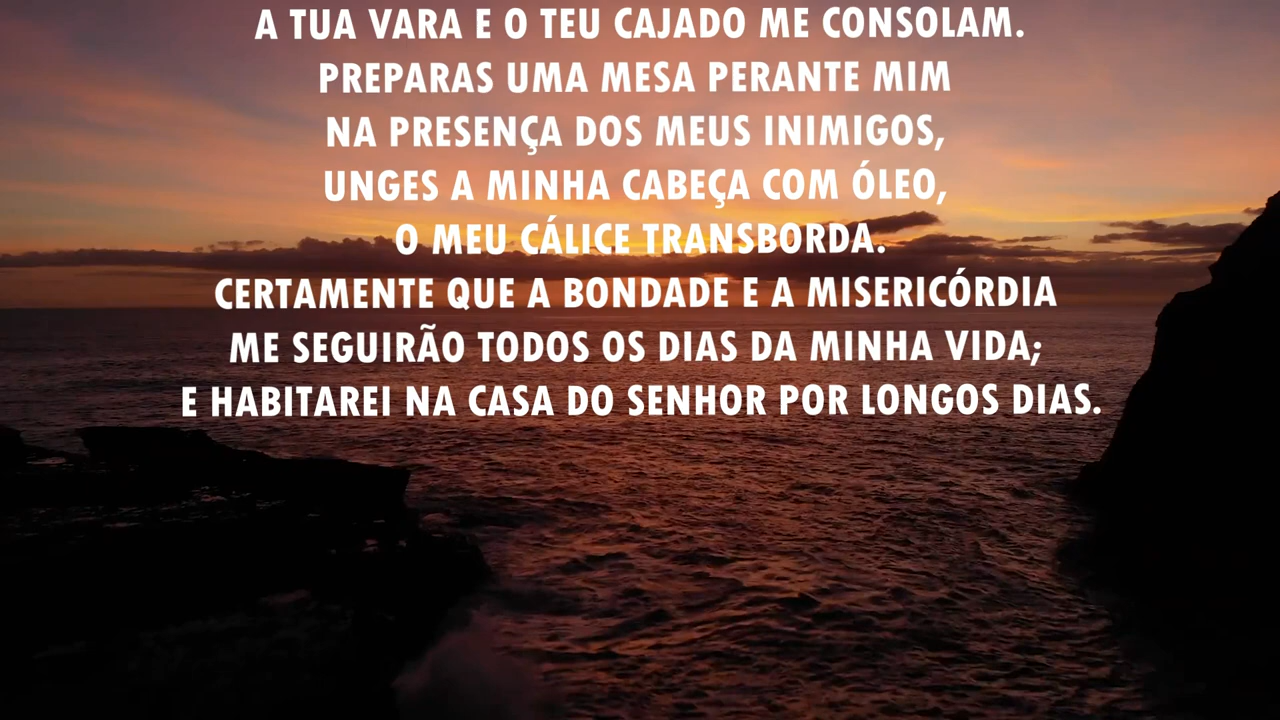 A TUA VARA E O TEU CAJADO ME CONSOLAM.
PREPARAS UMA MESA PERANTE MIM
NA PRESENÇA DOS MEUS INIMIGOS,
UNGES A MINHA CABEÇA COM ÓLEO,
O MEU CÁLICE TRANSBORDA.
CERTAMENTE QUE A BONDADE E A MISERICÓRDIA
ME SEGUIRÃO TODOS OS DIAS DA MINHA VIDA;
E HABITAREI NA CASA DO SENHOR POR LONGOS DIAS.